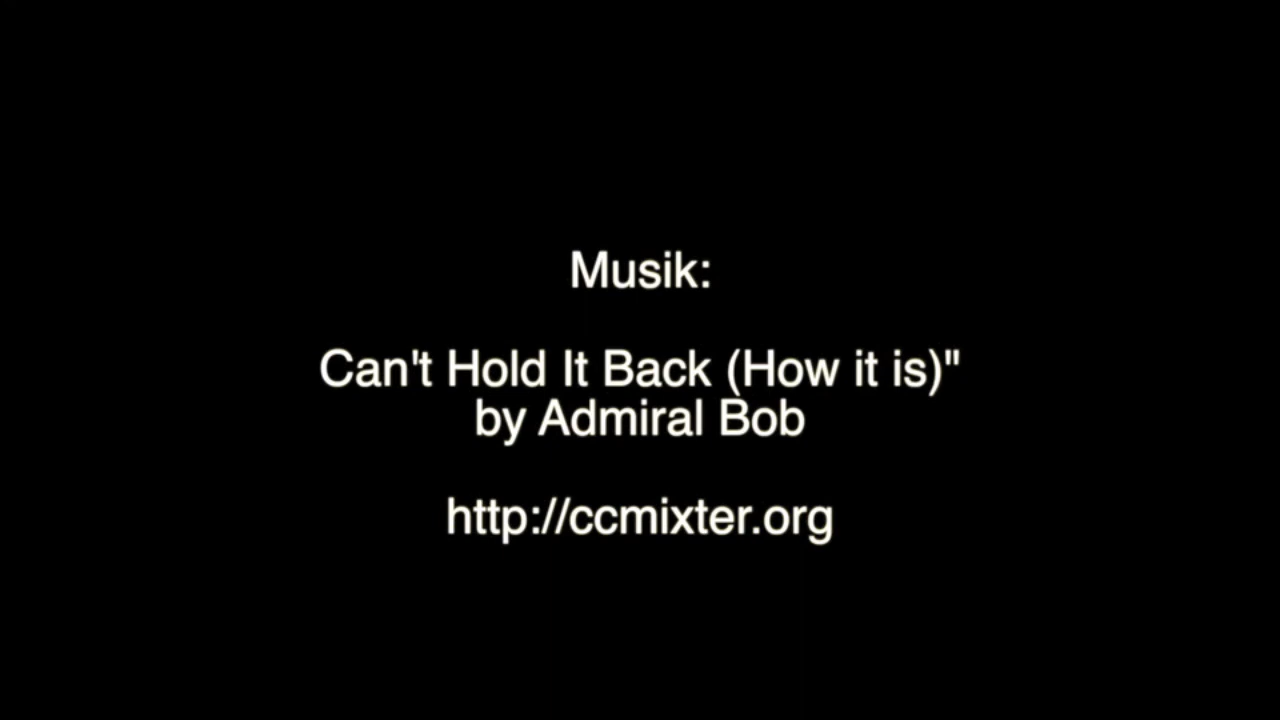 Musik:
Can't Hold It Back (How it is)"
by Admiral Bob
http://ccmixter.org